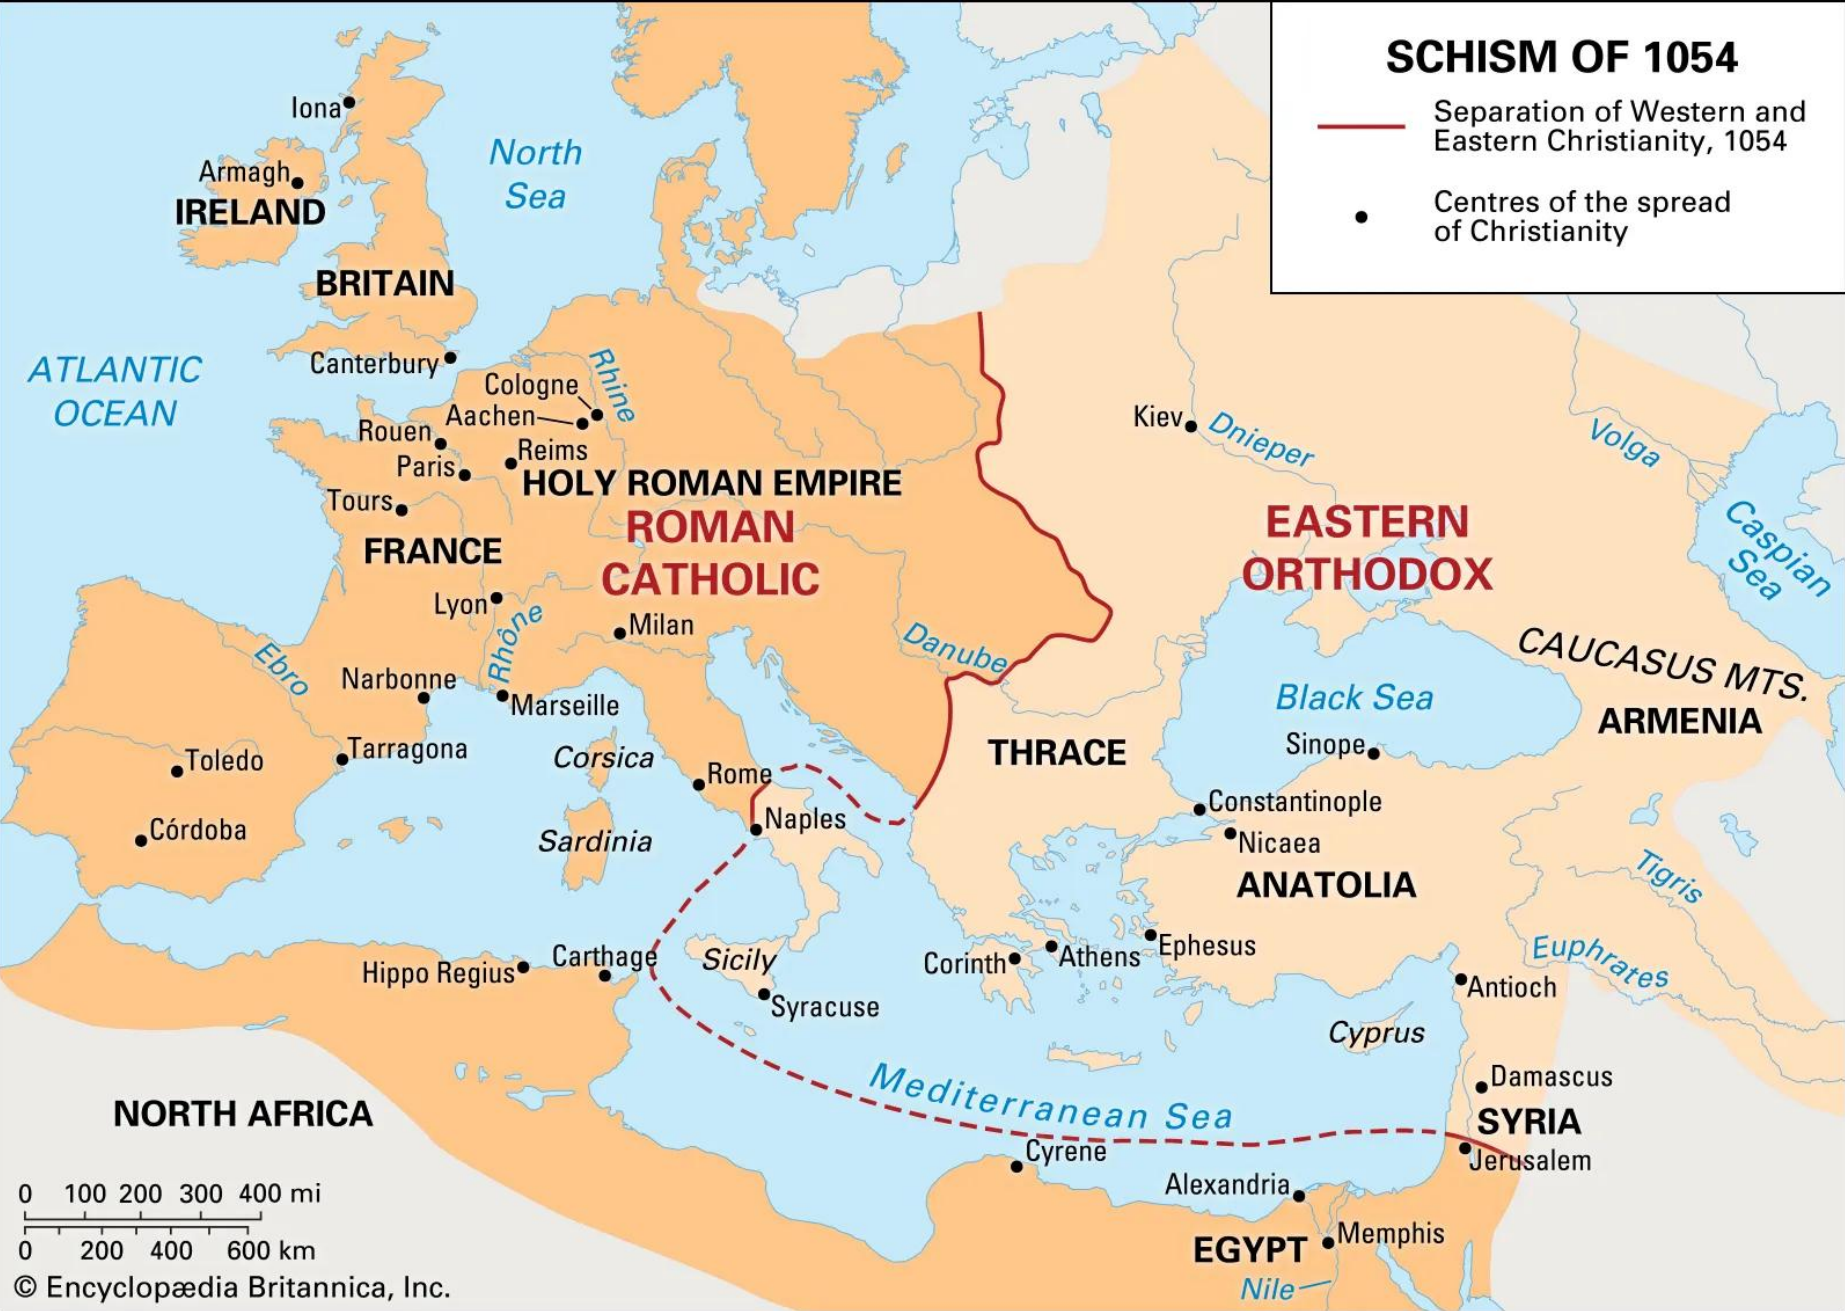 SCHISM OF 1054
Separation of Western and
Eastern Christianity, 1054
Centres of the spread
of Christianity
Iona
North
Sea
Armagh
IRELAND
BRITAIN
ATLANTIC
OCEAN
Canterbury
Cologne
Rhine
Aachen
Rouen
Reims
Paris
HOLY ROMAN EMPIRE
Tours
ROMAN
CATHOLIC
FRANCE
Lyon
Rhône
Milan
Ebro
Narbonne
Marseille
Danube
Kiev
Dnieper
Volga
EASTERN
ORTHODOX
Caspian
Sea
CAUCASUS MTS.
ARMENIA
Black Sea
Sinope
THRACE
Toledo
Tarragona
Corsica
Rome
Constantinople
Córdoba
Sardinia
Naples
Nicaea
ANATOLIA
Tigris
Euphrates
Hippo Regius
Carthage
Sicily
Syracuse
Corinth
Athens
Ephesus
Antioch
Cyprus
Damascus
SYRIA
Jerusalem
Mediterranean Sea
NORTH AFRICA
Cyrene
Alexandria
EGYPT
Memphis
Nile
0 100 200 300 400 mi
0 200 400 600 km
© Encyclopædia Britannica, Inc.